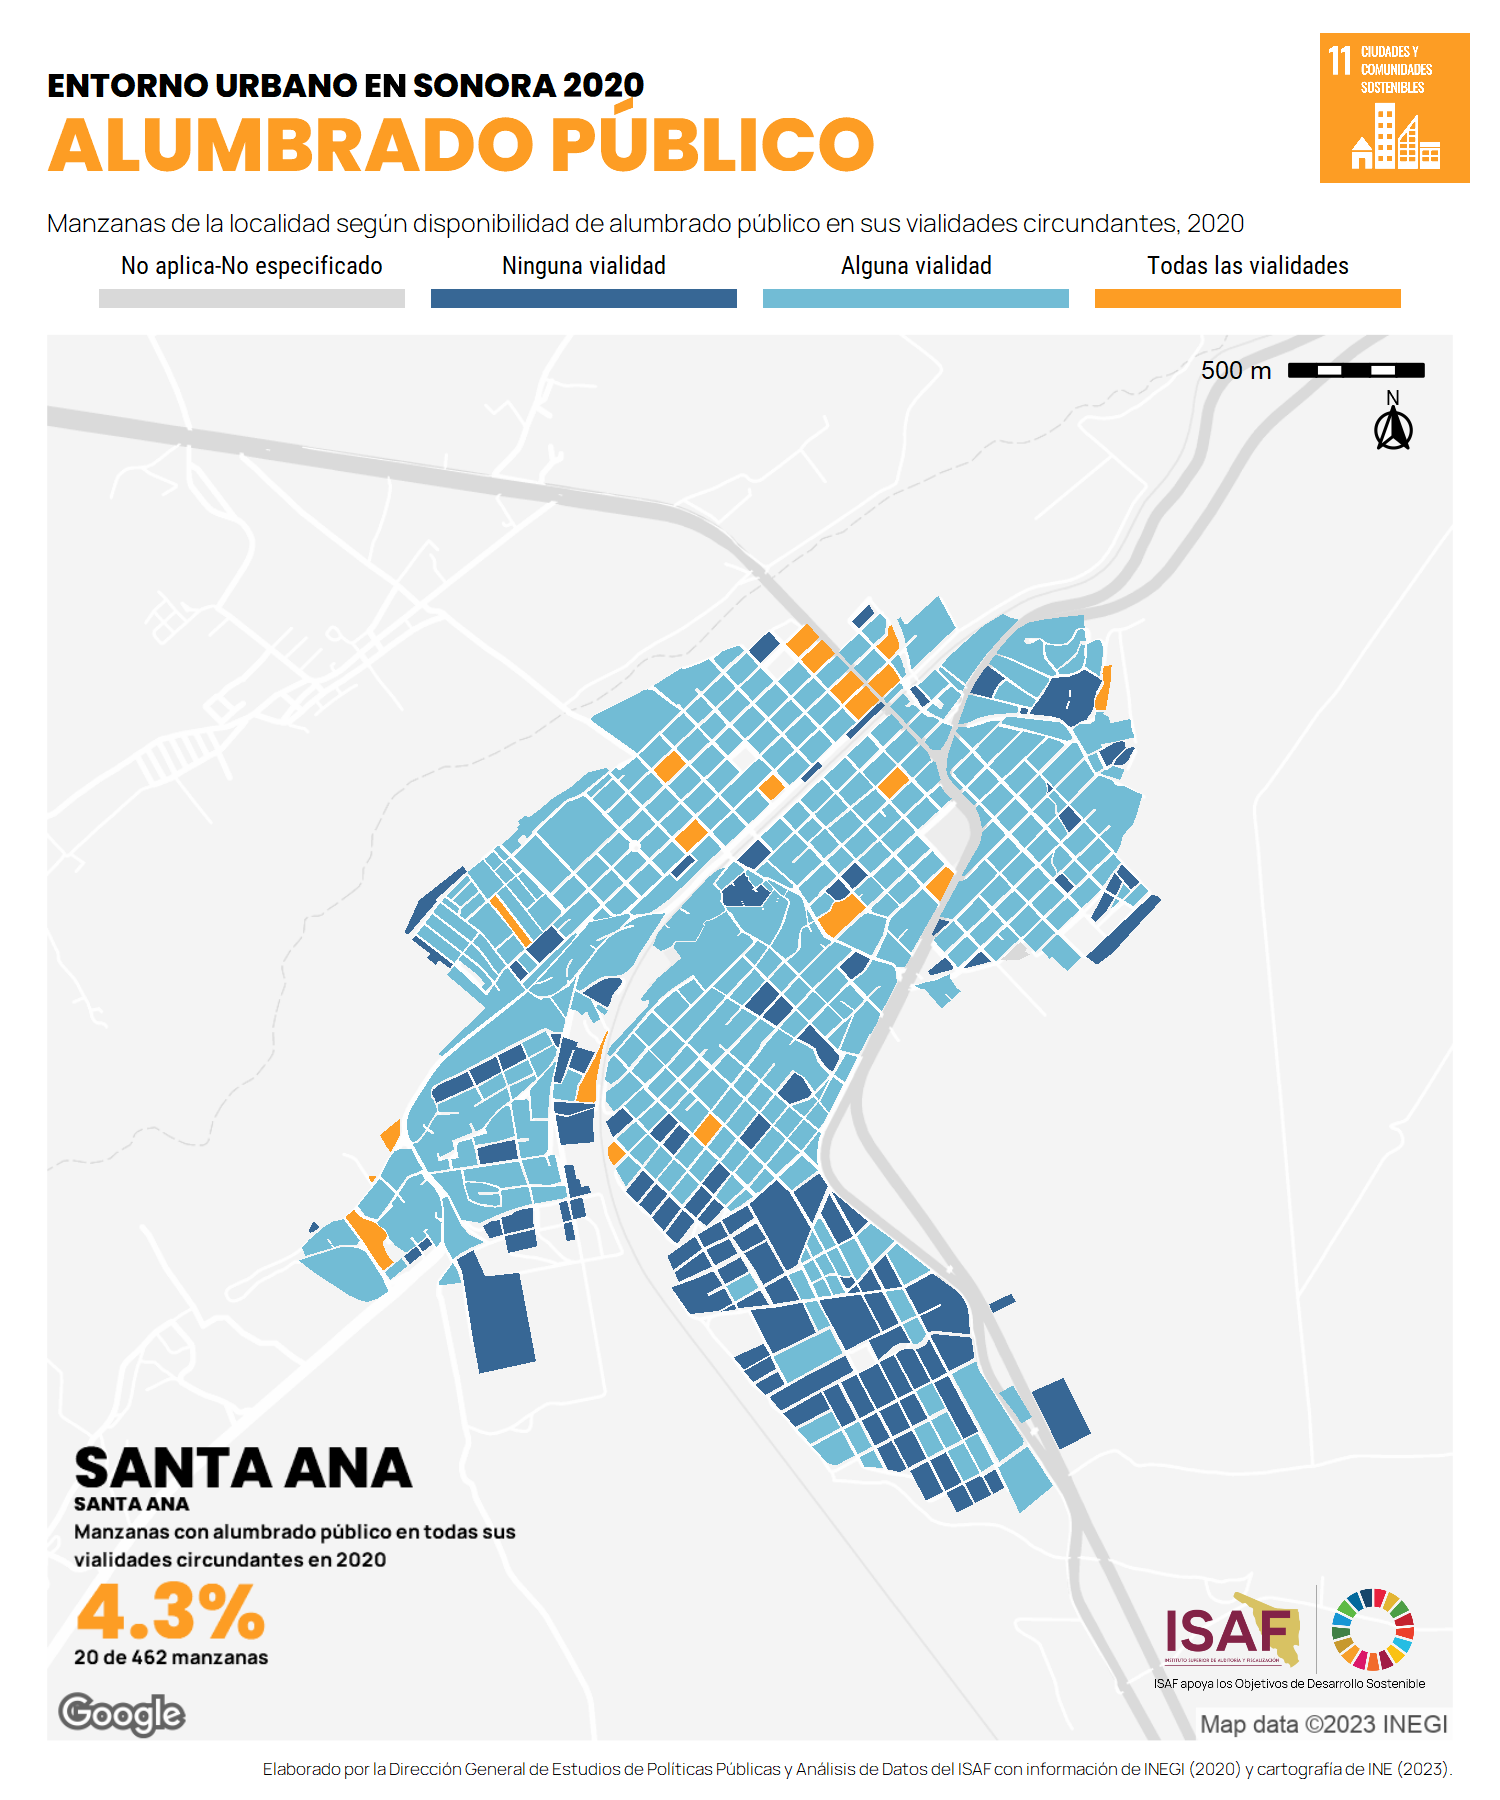 ENTORNO URBANO EN SONORA 2020
ALUMBRADO PÚBLICO
11 CIUDADES Y
COMUNIDADES
SOSTENIBLES
Manzanas de la localidad según disponibilidad de alumbrado público en sus vialidades circundantes, 2020
No aplica-No especificado
Ninguna vialidad
Alguna vialidad
Todas las vialidades
500 m
N
SANTA ANA
SANTA ANA
Manzanas con alumbrado público en todas sus
vialidades circundantes en 2020
4.3%
20 de 462 manzanas
ISAF
INSTITUTO SUPERIOR DE AUDITORÍA Y FISCALIZACIÓN
ISAF apoya los Objetivos de Desarrollo Sostenible
Google
Map data ©2023 INEGI
Elaborado por la Dirección General de Estudios de Políticas Públicas y Análisis de Datos del ISAF con información de INEGI (2020) y cartografía de INE (2023).